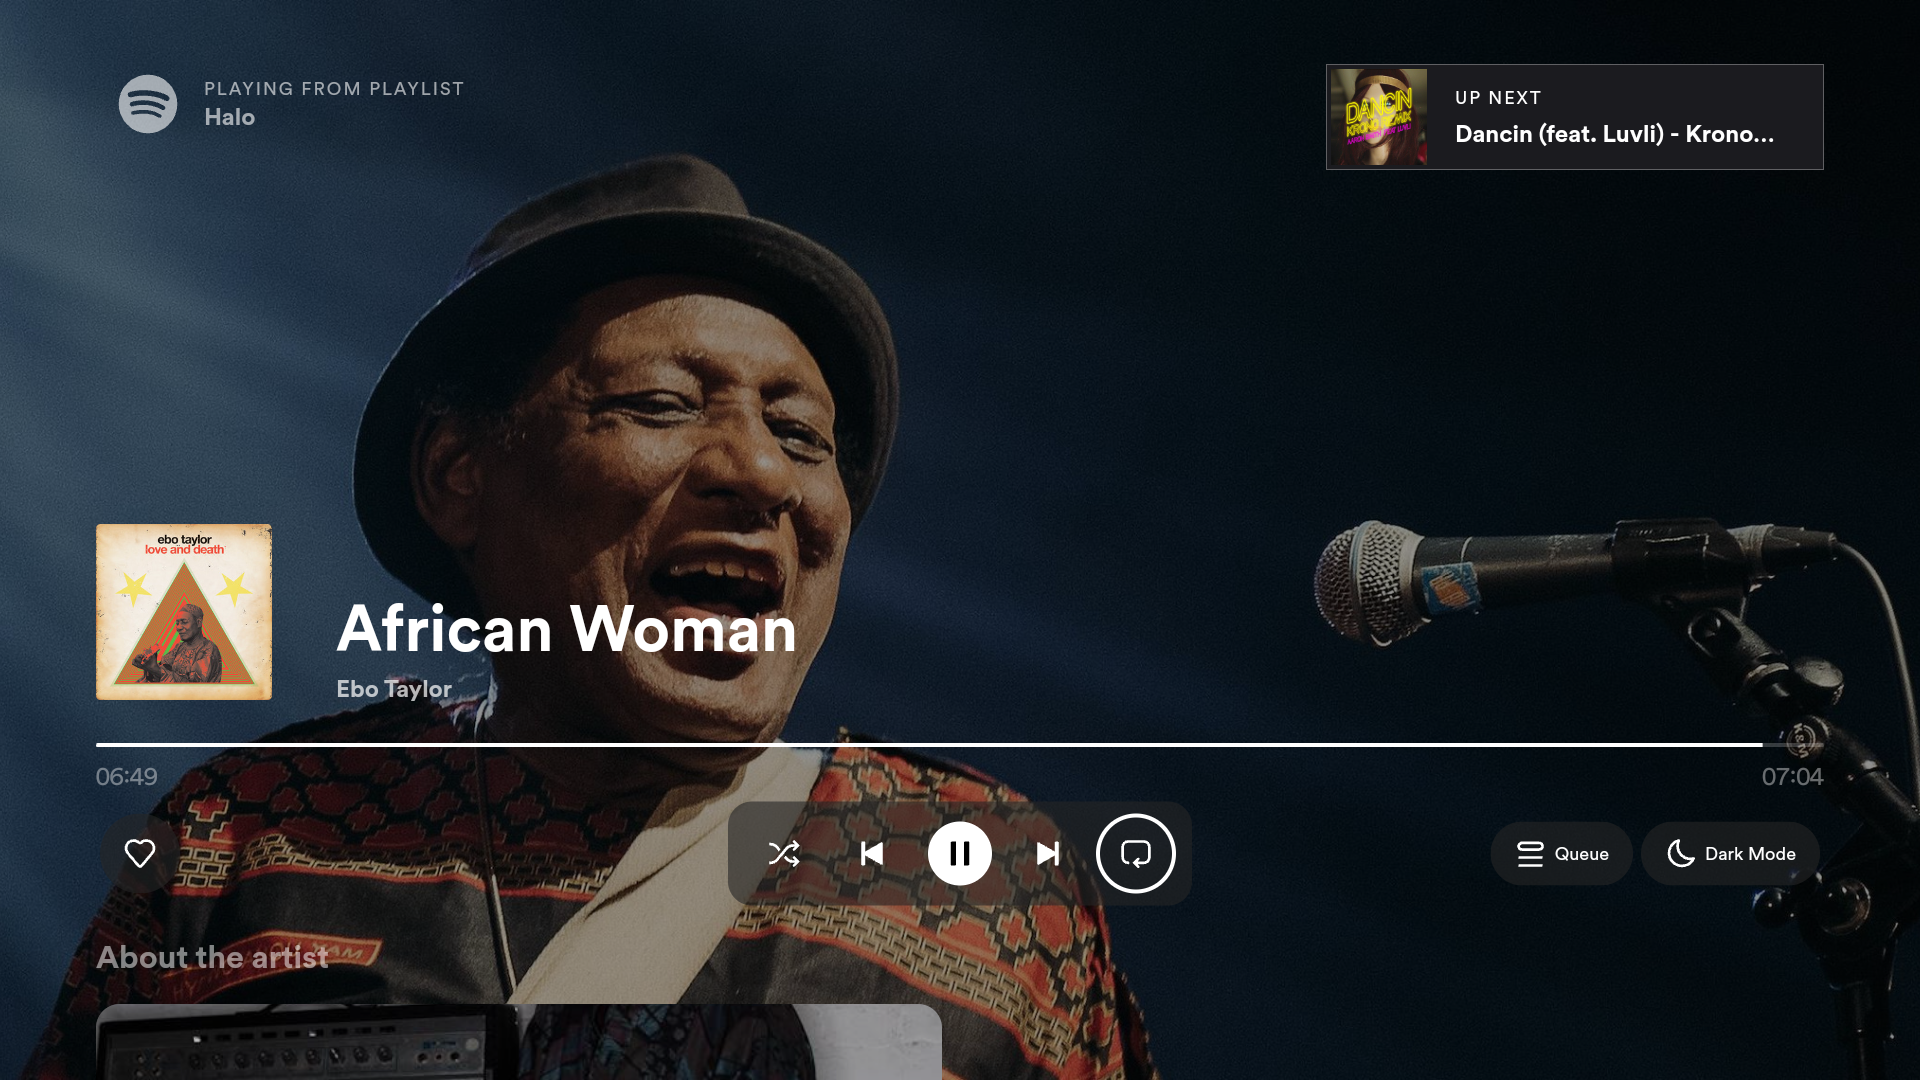 PLAYING FROM PLAYLIST
Halo
UP NEXT
Dancin (feat. Luvli) - Krono...
DANCIN
KRONO REMIX
ebo taylor
love and death
African Woman
Ebo Taylor
06:49
07:04
K&M
Queue
Dark Mode
About the artist